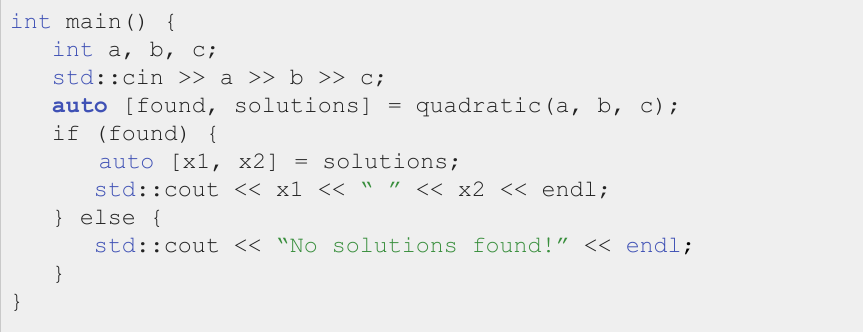 int main() {
int a, b, c;
std::cin >> a >> b >> c;
auto [found, solutions] = quadratic(a, b, c);
if (found) {
auto [x1, x2] = solutions;
std::cout << x1 << “ ” << x2 << endl;
} else {
std::cout << “No solutions found!” << endl;
}
}